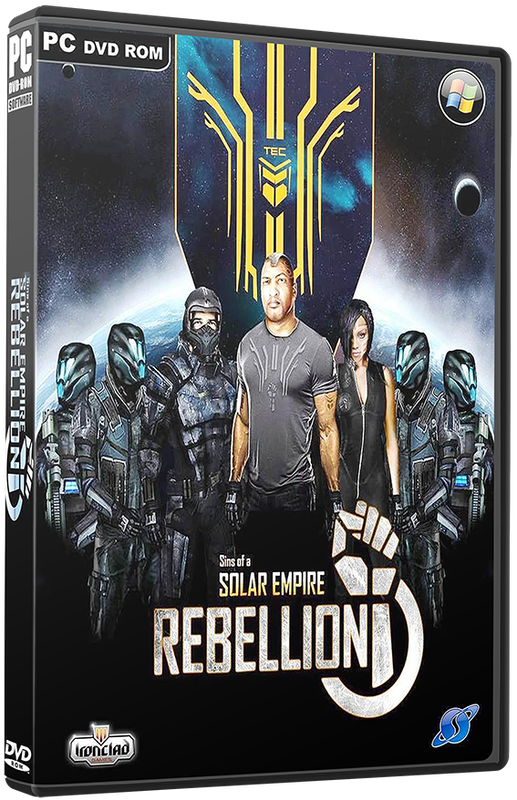 PC
DVD-ROM
SOFTWARE
PC DVD ROM
TEC
Sins of a
SOLAR EMPIRE
REBELLION
Sins of a
SOLAR EMPIRE
REBELLION
Ironclad
GAMES
DVD
ROM
S